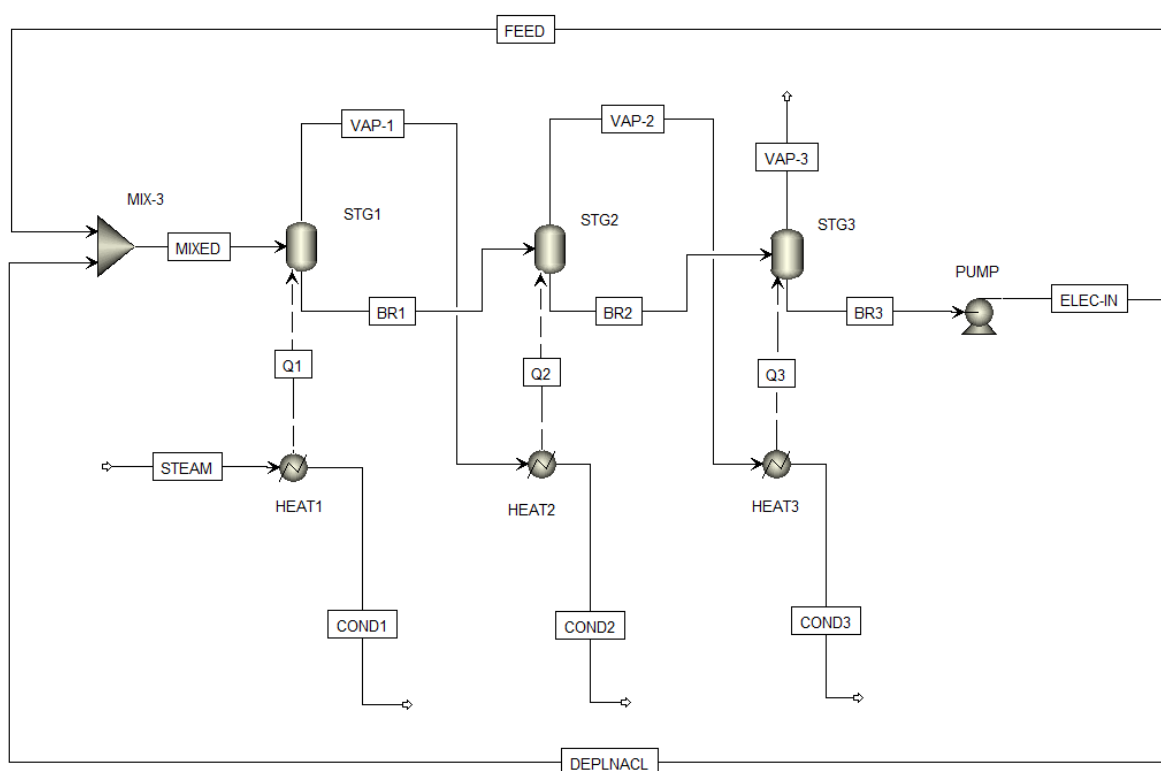 FEED
VAP-1
VAP-2
VAP-3
MIX-3
STG1
STG2
STG3
MIXED
PUMP
ELEC-IN
BR1
BR2
BR3
Q1
Q2
Q3
STEAM
HEAT1
HEAT2
HEAT3
COND1
COND2
COND3
DEPLNACL